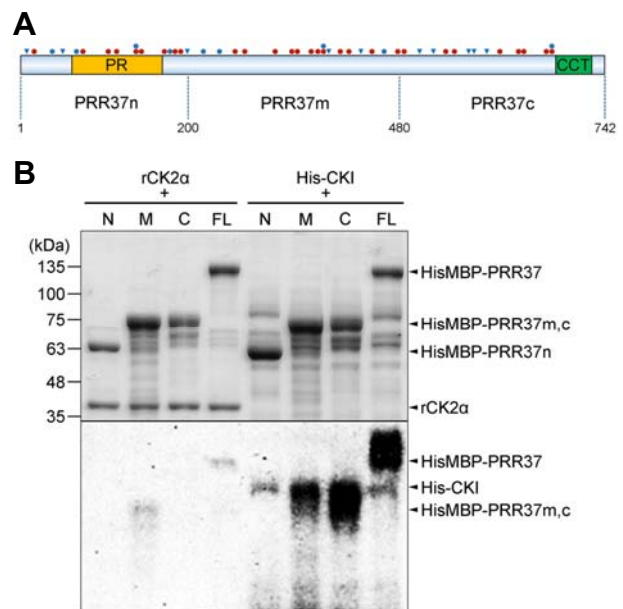 A
PR
CCT
PRR37n
PRR37m
PRR37c
1
200
480
742
B
rCK2α
His-CKI
+
+
N M C FL N M C FL
(kDa)
135
100
75
63
48
35
HisMBP-PRR37
HisMBP-PRR37m,c
HisMBP-PRR37n
rCK2α
HisMBP-PRR37
His-CKI
HisMBP-PRR37m,c